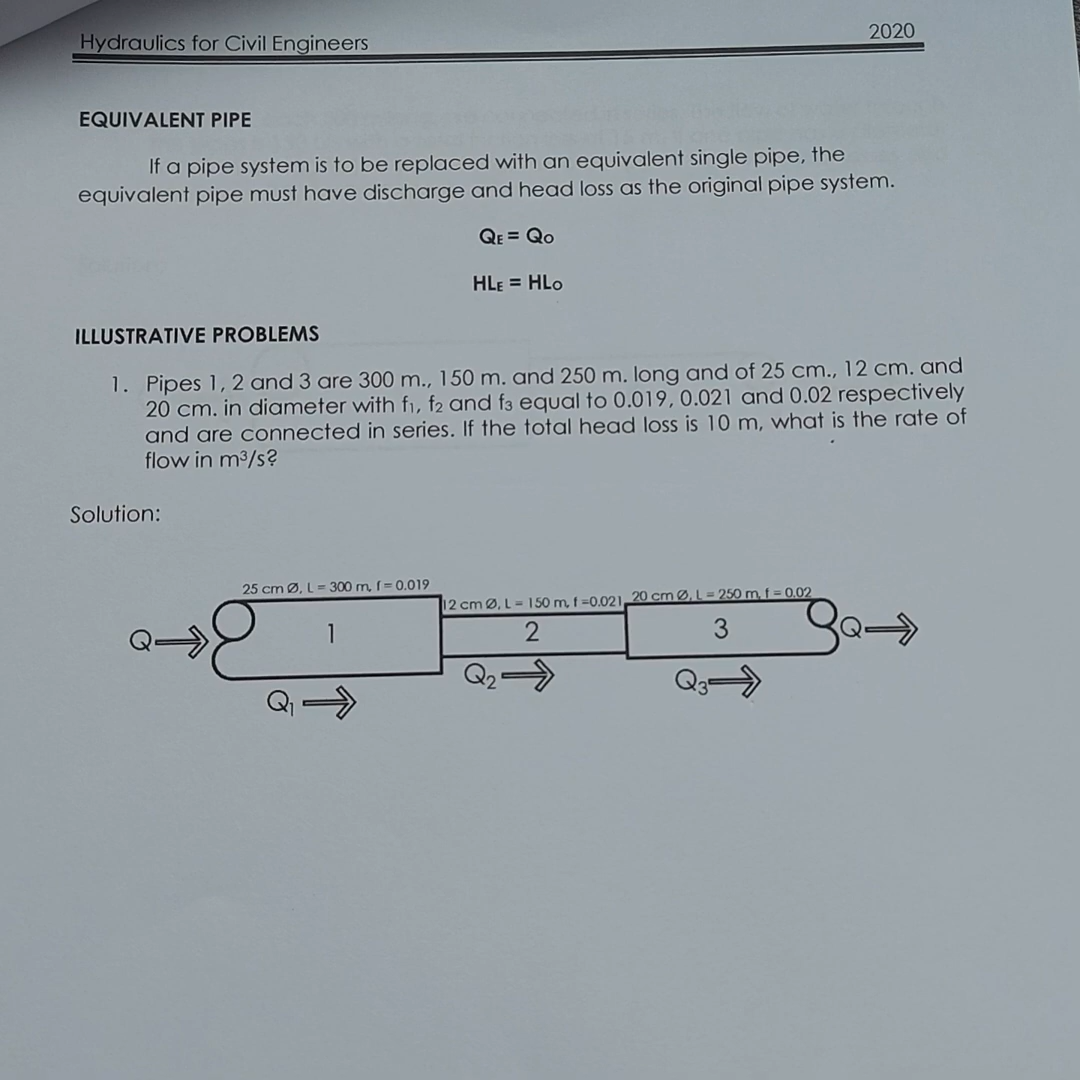 Hydraulics for Civil Engineers
2020
EQUIVALENT PIPE
If a pipe system is to be replaced with an equivalent single pipe, the
equivalent pipe must have discharge and head loss as the original pipe system.
QE = QO
HLE = HLO
ILLUSTRATIVE PROBLEMS
1. Pipes 1, 2 and 3 are 300 m., 150 m. and 250 m. long and of 25 cm., 12 cm. and
20 cm. in diameter with f₁, f₂ and f₃ equal to 0.019, 0.021 and 0.02 respectively
and are connected in series. If the total head loss is 10 m, what is the rate of
flow in m³/s?
Solution:
25 cm Ø, L = 300 m, f = 0.019
12 cm Ø, L = 150 m, f =0.021
20 cm Ø, L = 250 m, f = 0.02
Q
1
2
3
Q
Q₁
Q₂
Q₃